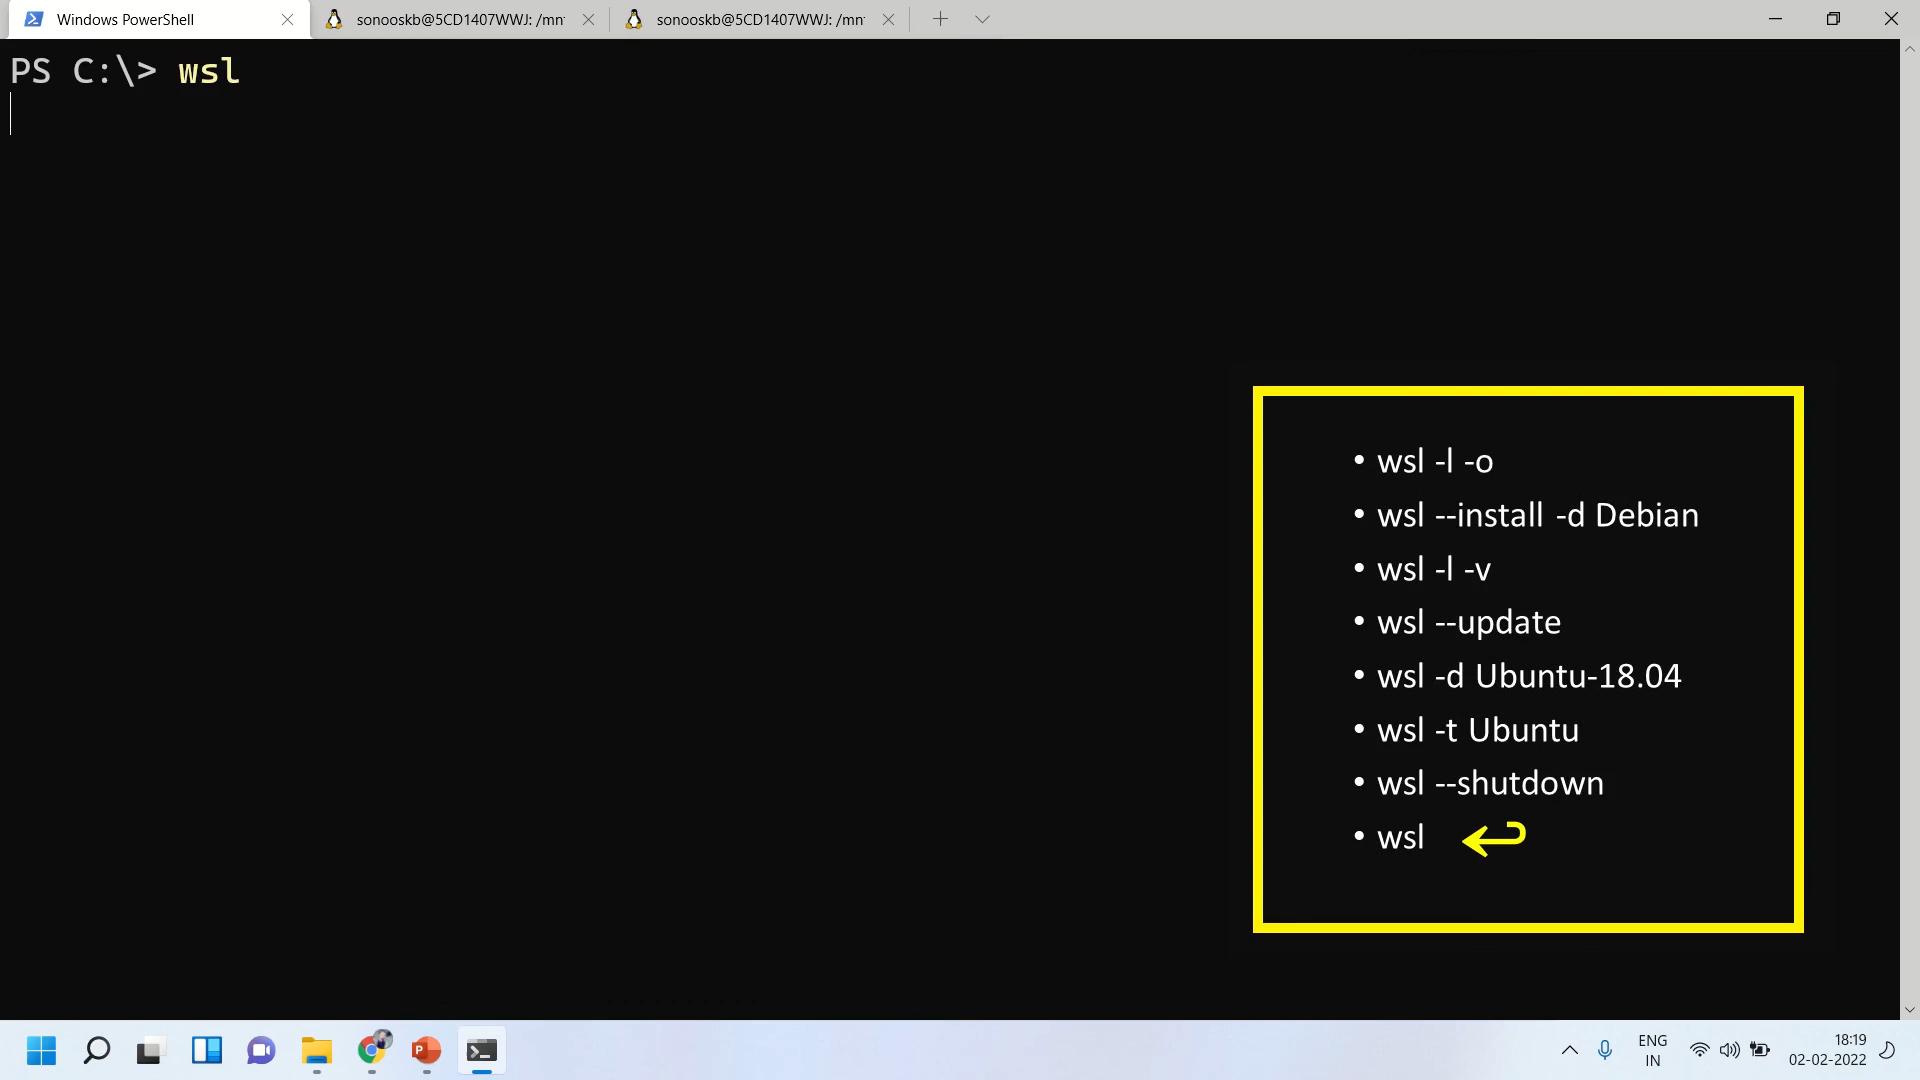 Windows PowerShell
sonooskb@5CD1407WWJ: /mn
sonooskb@5CD1407WWJ: /mn
PS C:\> wsl
• wsl -l -o
• wsl --install -d Debian
• wsl -l -v
• wsl --update
• wsl -d Ubuntu-18.04
• wsl -t Ubuntu
• wsl --shutdown
• wsl
ENG
IN
18:19
02-02-2022